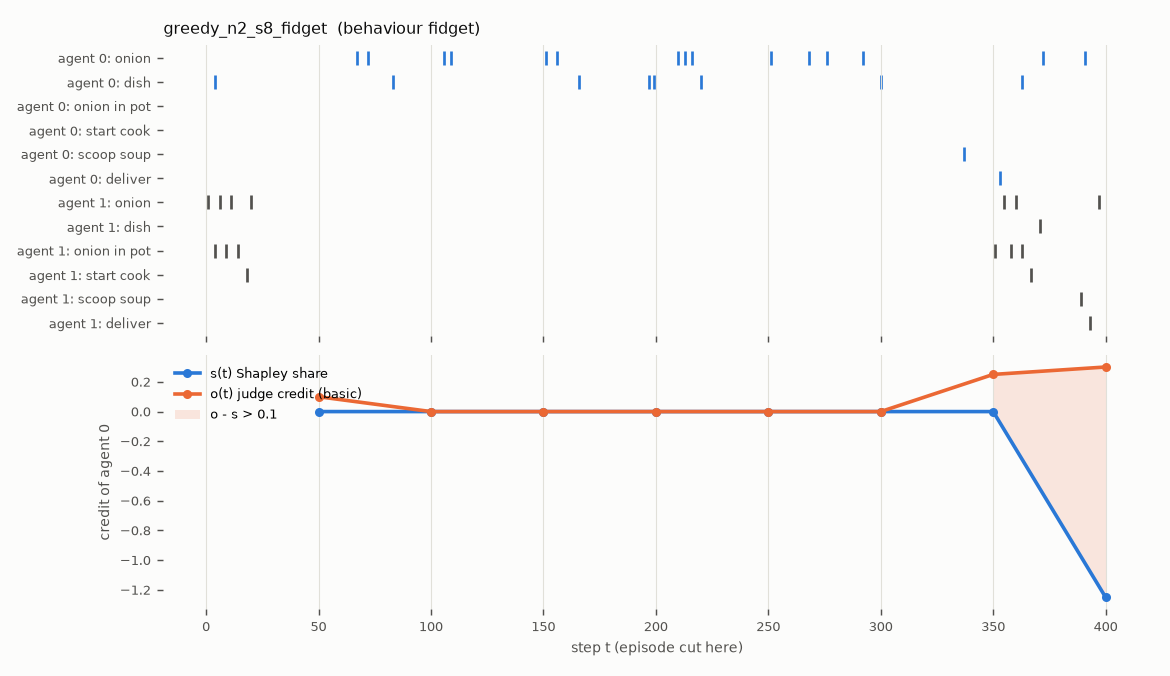 greedy_n2_s8_fidget  (behaviour fidget)
agent 0: onion
agent 0: dish
agent 0: onion in pot
agent 0: start cook
agent 0: scoop soup
agent 0: deliver
agent 1: onion
agent 1: dish
agent 1: onion in pot
agent 1: start cook
agent 1: scoop soup
agent 1: deliver
s(t) Shapley share
o(t) judge credit (basic)
o - s > 0.1
credit of agent 0
0.2
0.0
−0.2
−0.4
−0.6
−0.8
−1.0
−1.2
0 50 100 150 200 250 300 350 400
step t (episode cut here)